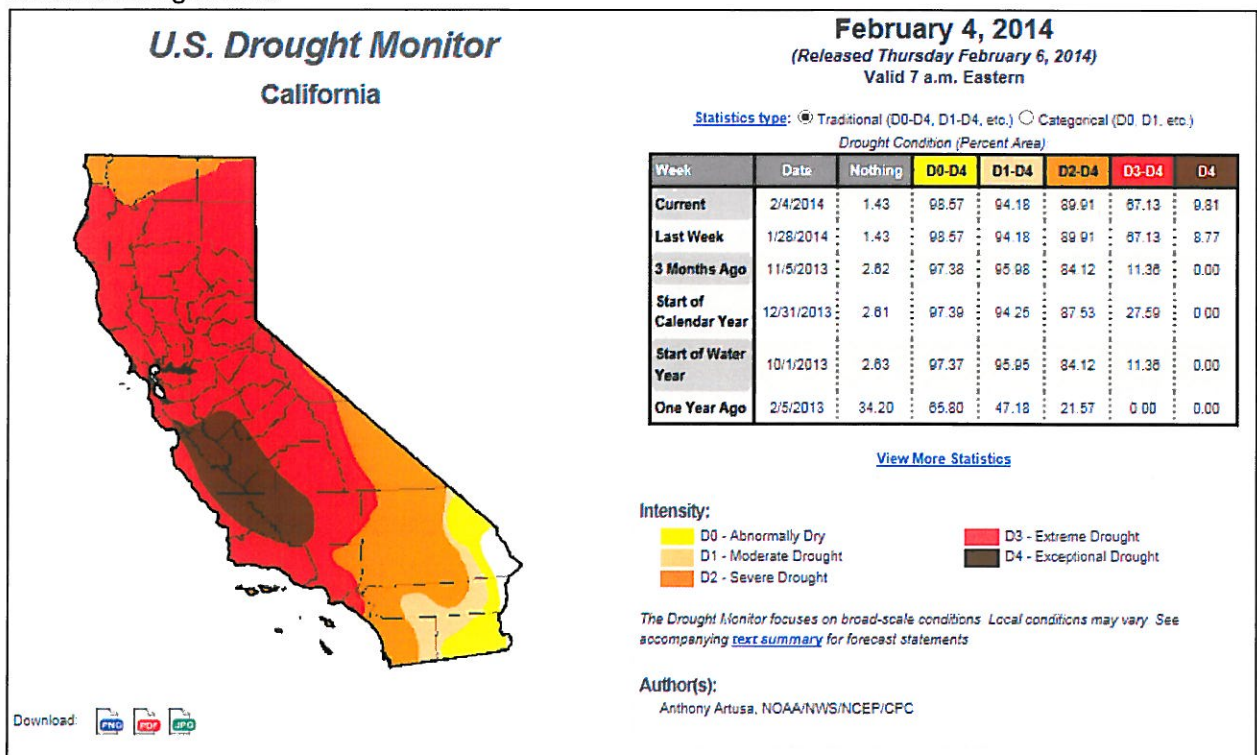 U.S. Drought Monitor
California
February 4, 2014
(Released Thursday February 6, 2014)
Valid 7 a.m. Eastern
Statistics type: Traditional (D0-D4, D1-D4, etc.) Categorical (D0, D1, etc.)
Drought Condition (Percent Area)
Week Date Nothing D0-D4 D1-D4 D2-D4 D3-D4 D4
Current 2/4/2014 1.43 98.57 94.18 89.91 67.13 9.81
Last Week 1/28/2014 1.43 98.57 94.18 89.91 67.13 8.77
3 Months Ago 11/5/2013 2.62 97.38 95.98 84.12 11.36 0.00
Start of
Calendar Year 12/31/2013 2.61 97.39 94.25 87.53 27.59 0.00
Start of Water
Year 10/1/2013 2.63 97.37 95.95 84.12 11.36 0.00
One Year Ago 2/5/2013 34.20 65.80 47.18 21.57 0.00 0.00
View More Statistics
Intensity:
D0 - Abnormally Dry
D1 - Moderate Drought
D2 - Severe Drought
D3 - Extreme Drought
D4 - Exceptional Drought
The Drought Monitor focuses on broad-scale conditions Local conditions may vary See
accompanying text summary for forecast statements
Author(s):
Anthony Artusa, NOAA/NWS/NCEP/CPC
Download: PNG PDF JPG